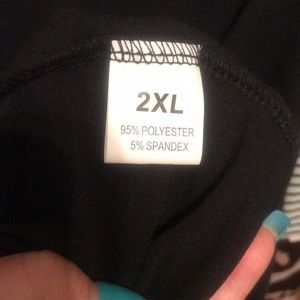 2XL
95% POLYESTER
5% SPANDEX